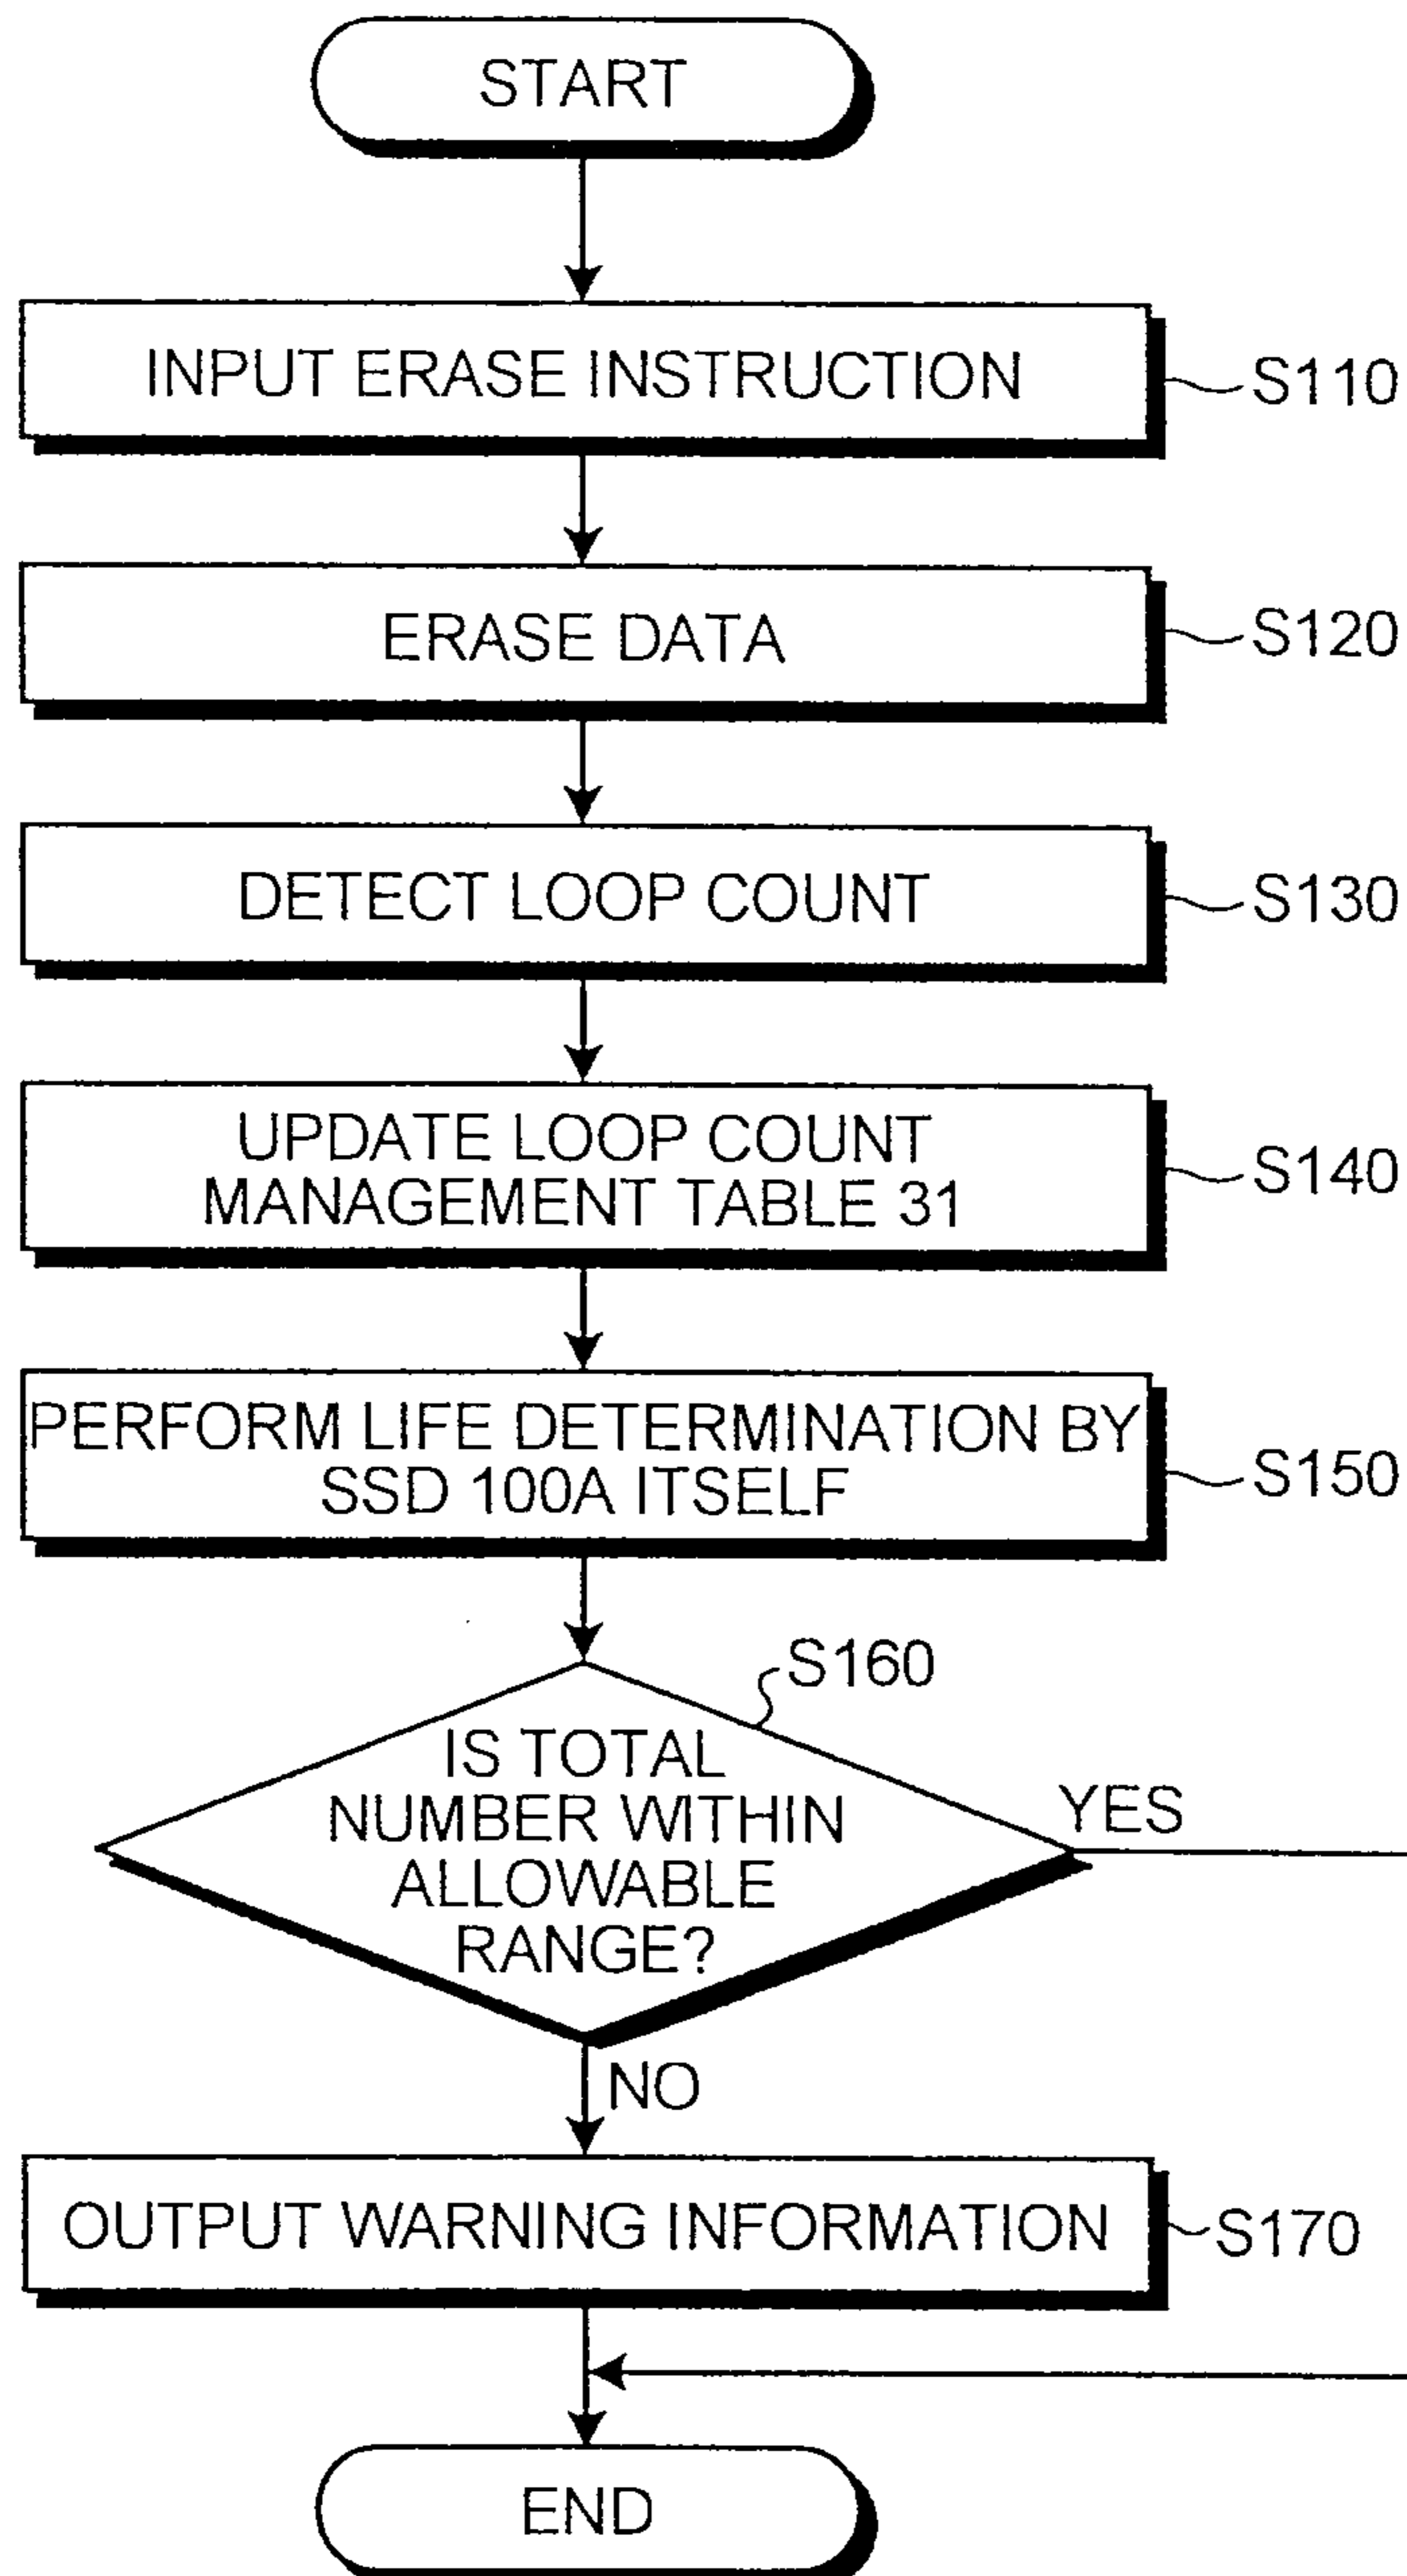 START
INPUT ERASE INSTRUCTION
S110
ERASE DATA
S120
DETECT LOOP COUNT
S130
UPDATE LOOP COUNT
MANAGEMENT TABLE 31
S140
PERFORM LIFE DETERMINATION BY
SSD 100A ITSELF
S150
S160
IS TOTAL
NUMBER WITHIN
ALLOWABLE
RANGE?
YES
NO
OUTPUT WARNING INFORMATION
S170
END